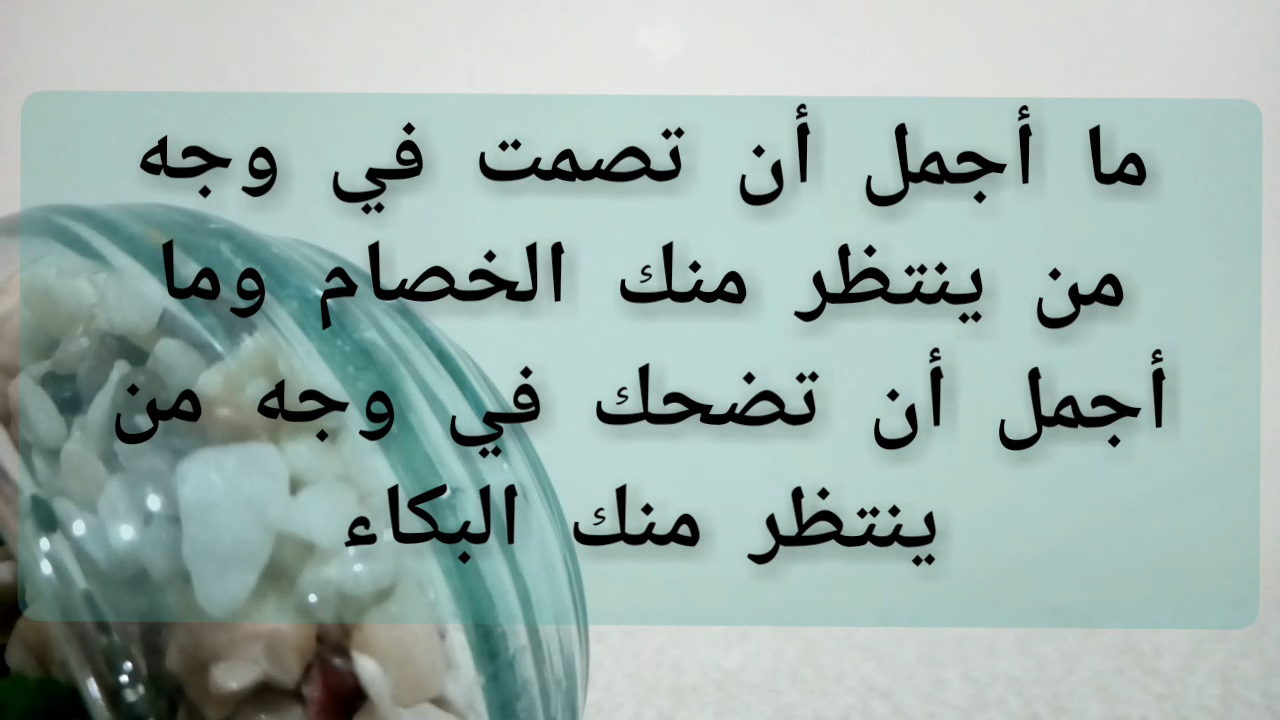 ما أجمل أن تصمت في وجه
من ينتظر منك الخصام وما
أجمل أن تضحك في وجه من
ينتظر منك البكاء